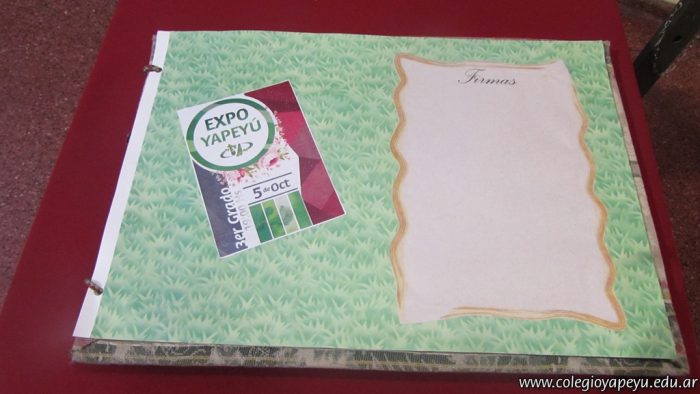 EXPO
YAPEYÚ
5 de Oct
3er Grado
Firmas
www.colegioyapeyu.edu.ar